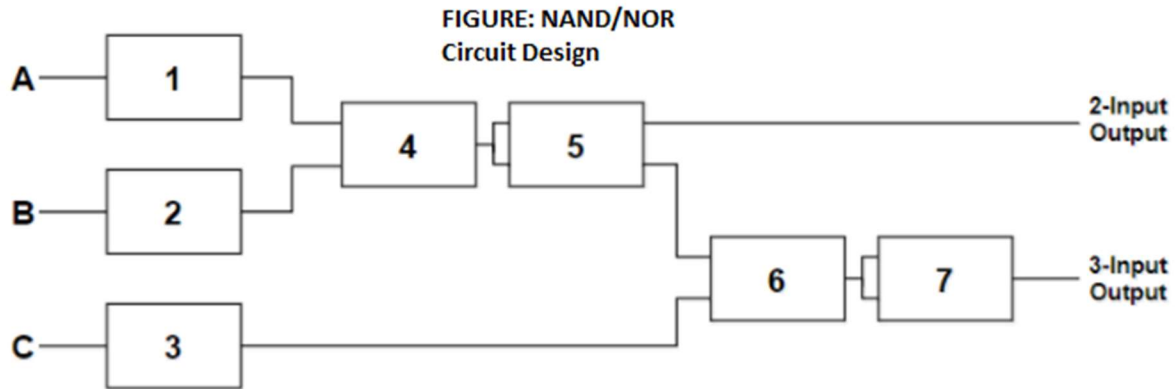 FIGURE: NAND/NOR
Circuit Design
A
1
4
5
2-Input
Output
B
2
6
7
3-Input
Output
C
3